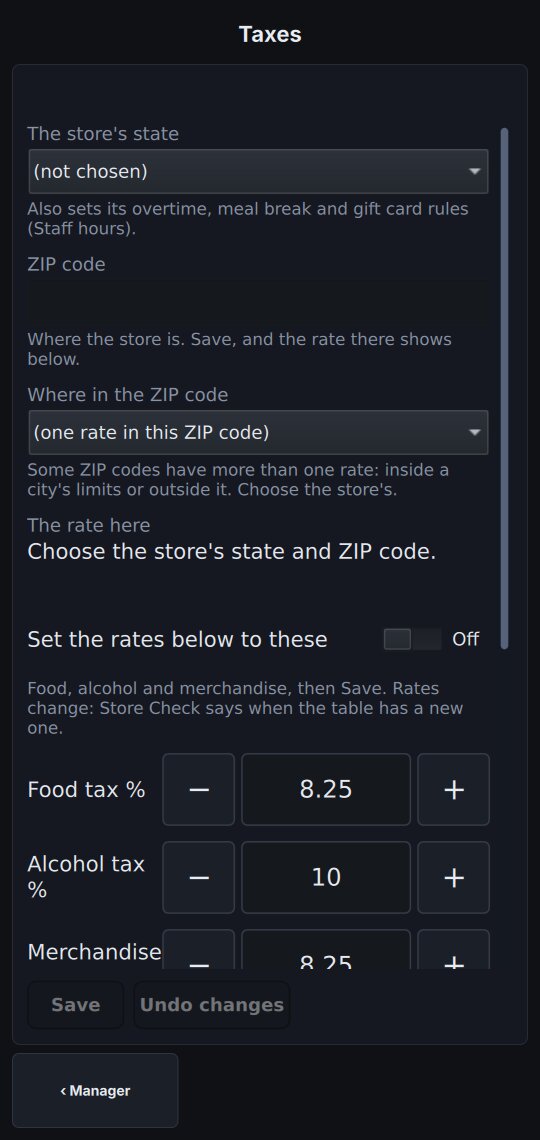 Taxes
The store's state
(not chosen)
Also sets its overtime, meal break and gift card rules
(Staff hours).
ZIP code
Where the store is. Save, and the rate there shows
below.
Where in the ZIP code
(one rate in this ZIP code)
Some ZIP codes have more than one rate: inside a
city's limits or outside it. Choose the store's.
The rate here
Choose the store's state and ZIP code.
Set the rates below to these Off
Food, alcohol and merchandise, then Save. Rates
change: Store Check says when the table has a new
one.
Food tax % − 8.25 +
Alcohol tax
% − 10 +
Merchandise − 8.25 +
Save Undo changes
‹ Manager